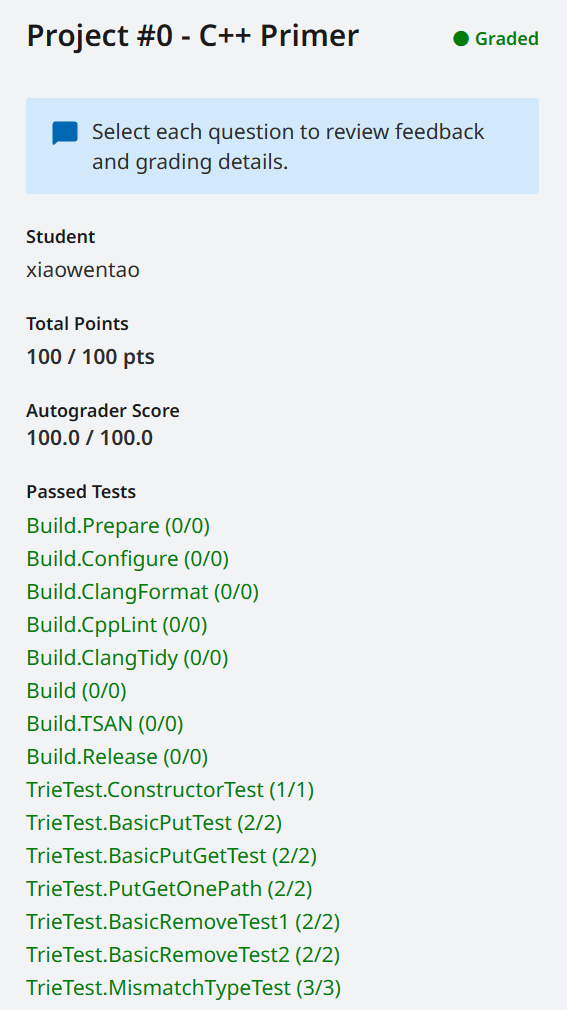 Project #0 - C++ Primer
Graded
Select each question to review feedback
and grading details.
Student
xiaowentao
Total Points
100 / 100 pts
Autograder Score
100.0 / 100.0
Passed Tests
Build.Prepare (0/0)
Build.Configure (0/0)
Build.ClangFormat (0/0)
Build.CppLint (0/0)
Build.ClangTidy (0/0)
Build (0/0)
Build.TSAN (0/0)
Build.Release (0/0)
TrieTest.ConstructorTest (1/1)
TrieTest.BasicPutTest (2/2)
TrieTest.BasicPutGetTest (2/2)
TrieTest.PutGetOnePath (2/2)
TrieTest.BasicRemoveTest1 (2/2)
TrieTest.BasicRemoveTest2 (2/2)
TrieTest.MismatchTypeTest (3/3)